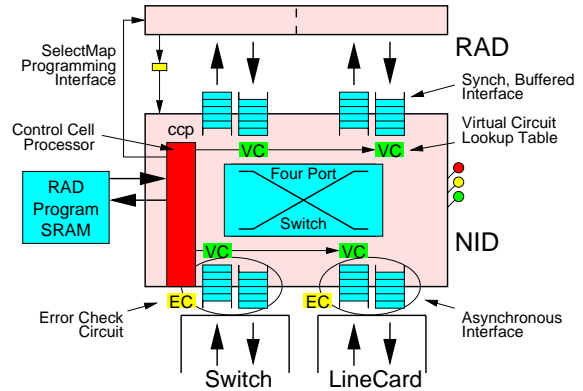 SelectMap
Programming
Interface
RAD
Synch, Buffered
Interface
Control Cell
Processor
ccp
Virtual Circuit
Lookup Table
VC
VC
RAD
Program
SRAM
Four Port
Switch
NID
VC
VC
EC
EC
Error Check
Circuit
Asynchronous
Interface
Switch
LineCard